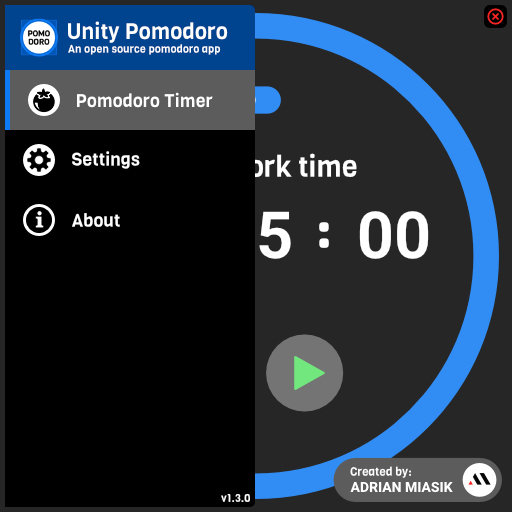 POMO
DORO
Unity Pomodoro
An open source pomodoro app
Pomodoro Timer
Settings
About
ork time
5 : 00
Created by:
ADRIAN MIASIK
v1.3.0